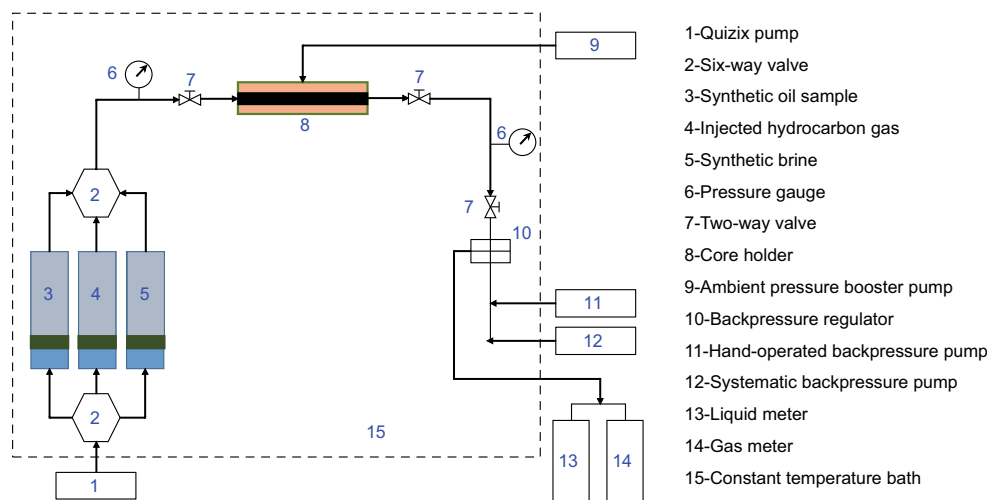 6
7
7
9
8
6
2
7
10
3
4
5
11
12
2
15
13
14
1
1-Quizix pump
2-Six-way valve
3-Synthetic oil sample
4-Injected hydrocarbon gas
5-Synthetic brine
6-Pressure gauge
7-Two-way valve
8-Core holder
9-Ambient pressure booster pump
10-Backpressure regulator
11-Hand-operated backpressure pump
12-Systematic backpressure pump
13-Liquid meter
14-Gas meter
15-Constant temperature bath